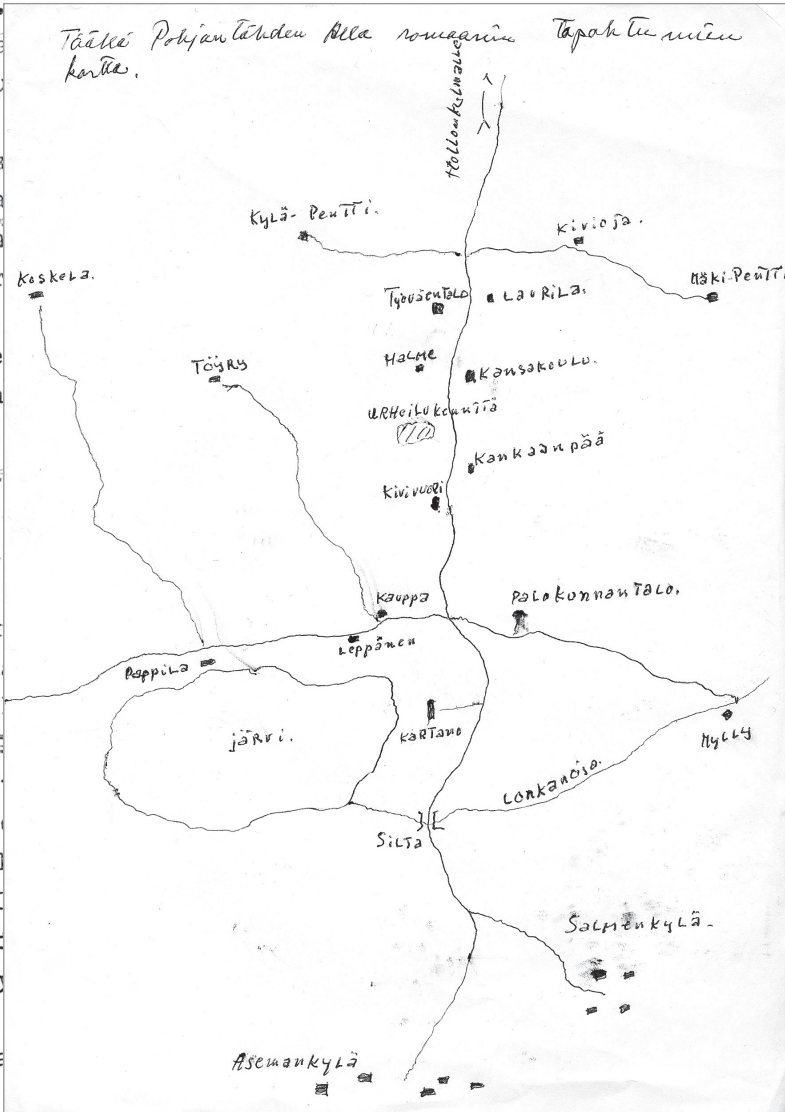 Täällä Pohjantähden Alla romaanin Tapahtumien
kartta.
Hollonkulmalle
Kylä-Pentti.
Kivioja.
Koskela.
Mäki-Pentti
Työväentalo
Laurila.
Halme
Töyry
Kansakoulu.
Urheilukenttä
Kankaanpää
Kivivuori
Kauppa
Palokunnantalo.
Leppänen
Pappila
Kartano
Järvi.
Mylly
Lonkanoja.
Silta
Salmenkylä-
Asemankylä